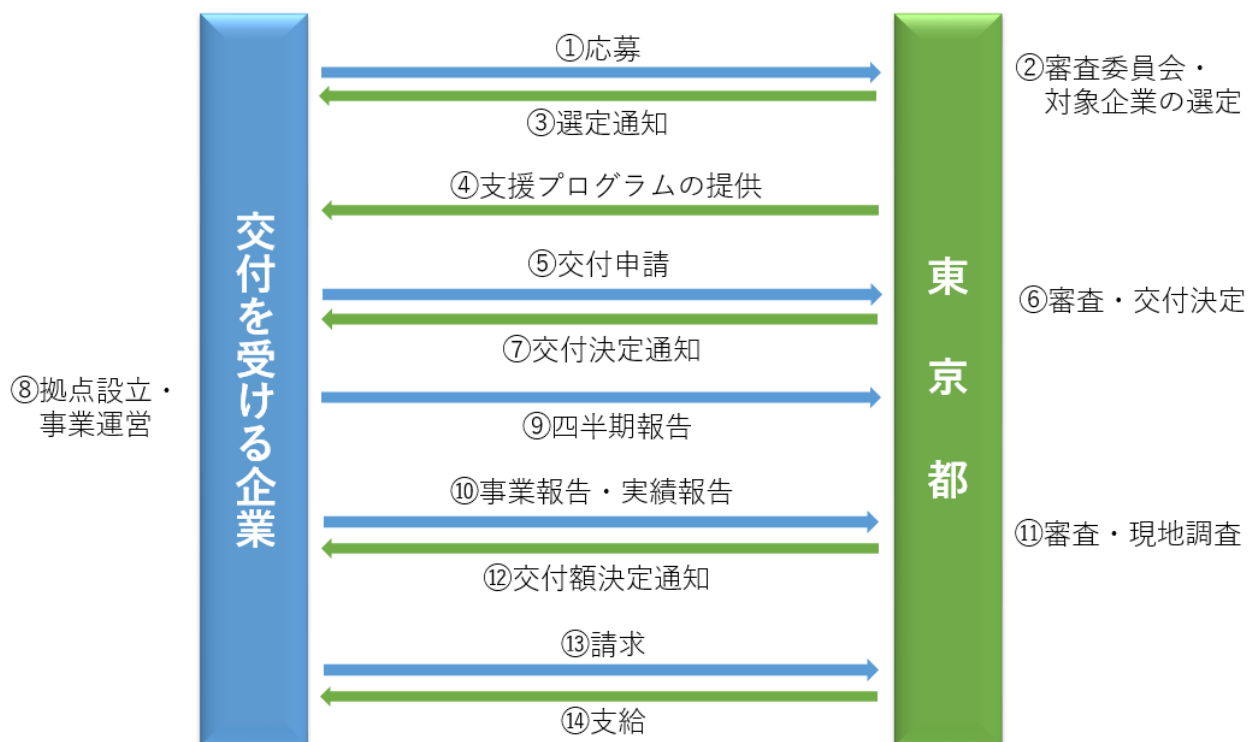 ①応募
②審査委員会・
対象企業の選定
③選定通知
④支援プログラムの提供
⑤交付申請
⑥審査・交付決定
⑦交付決定通知
⑧拠点設立・
事業運営
⑨四半期報告
⑩事業報告・実績報告
⑪審査・現地調査
⑫交付額決定通知
⑬請求
⑭支給
交付を受ける企業
東京都